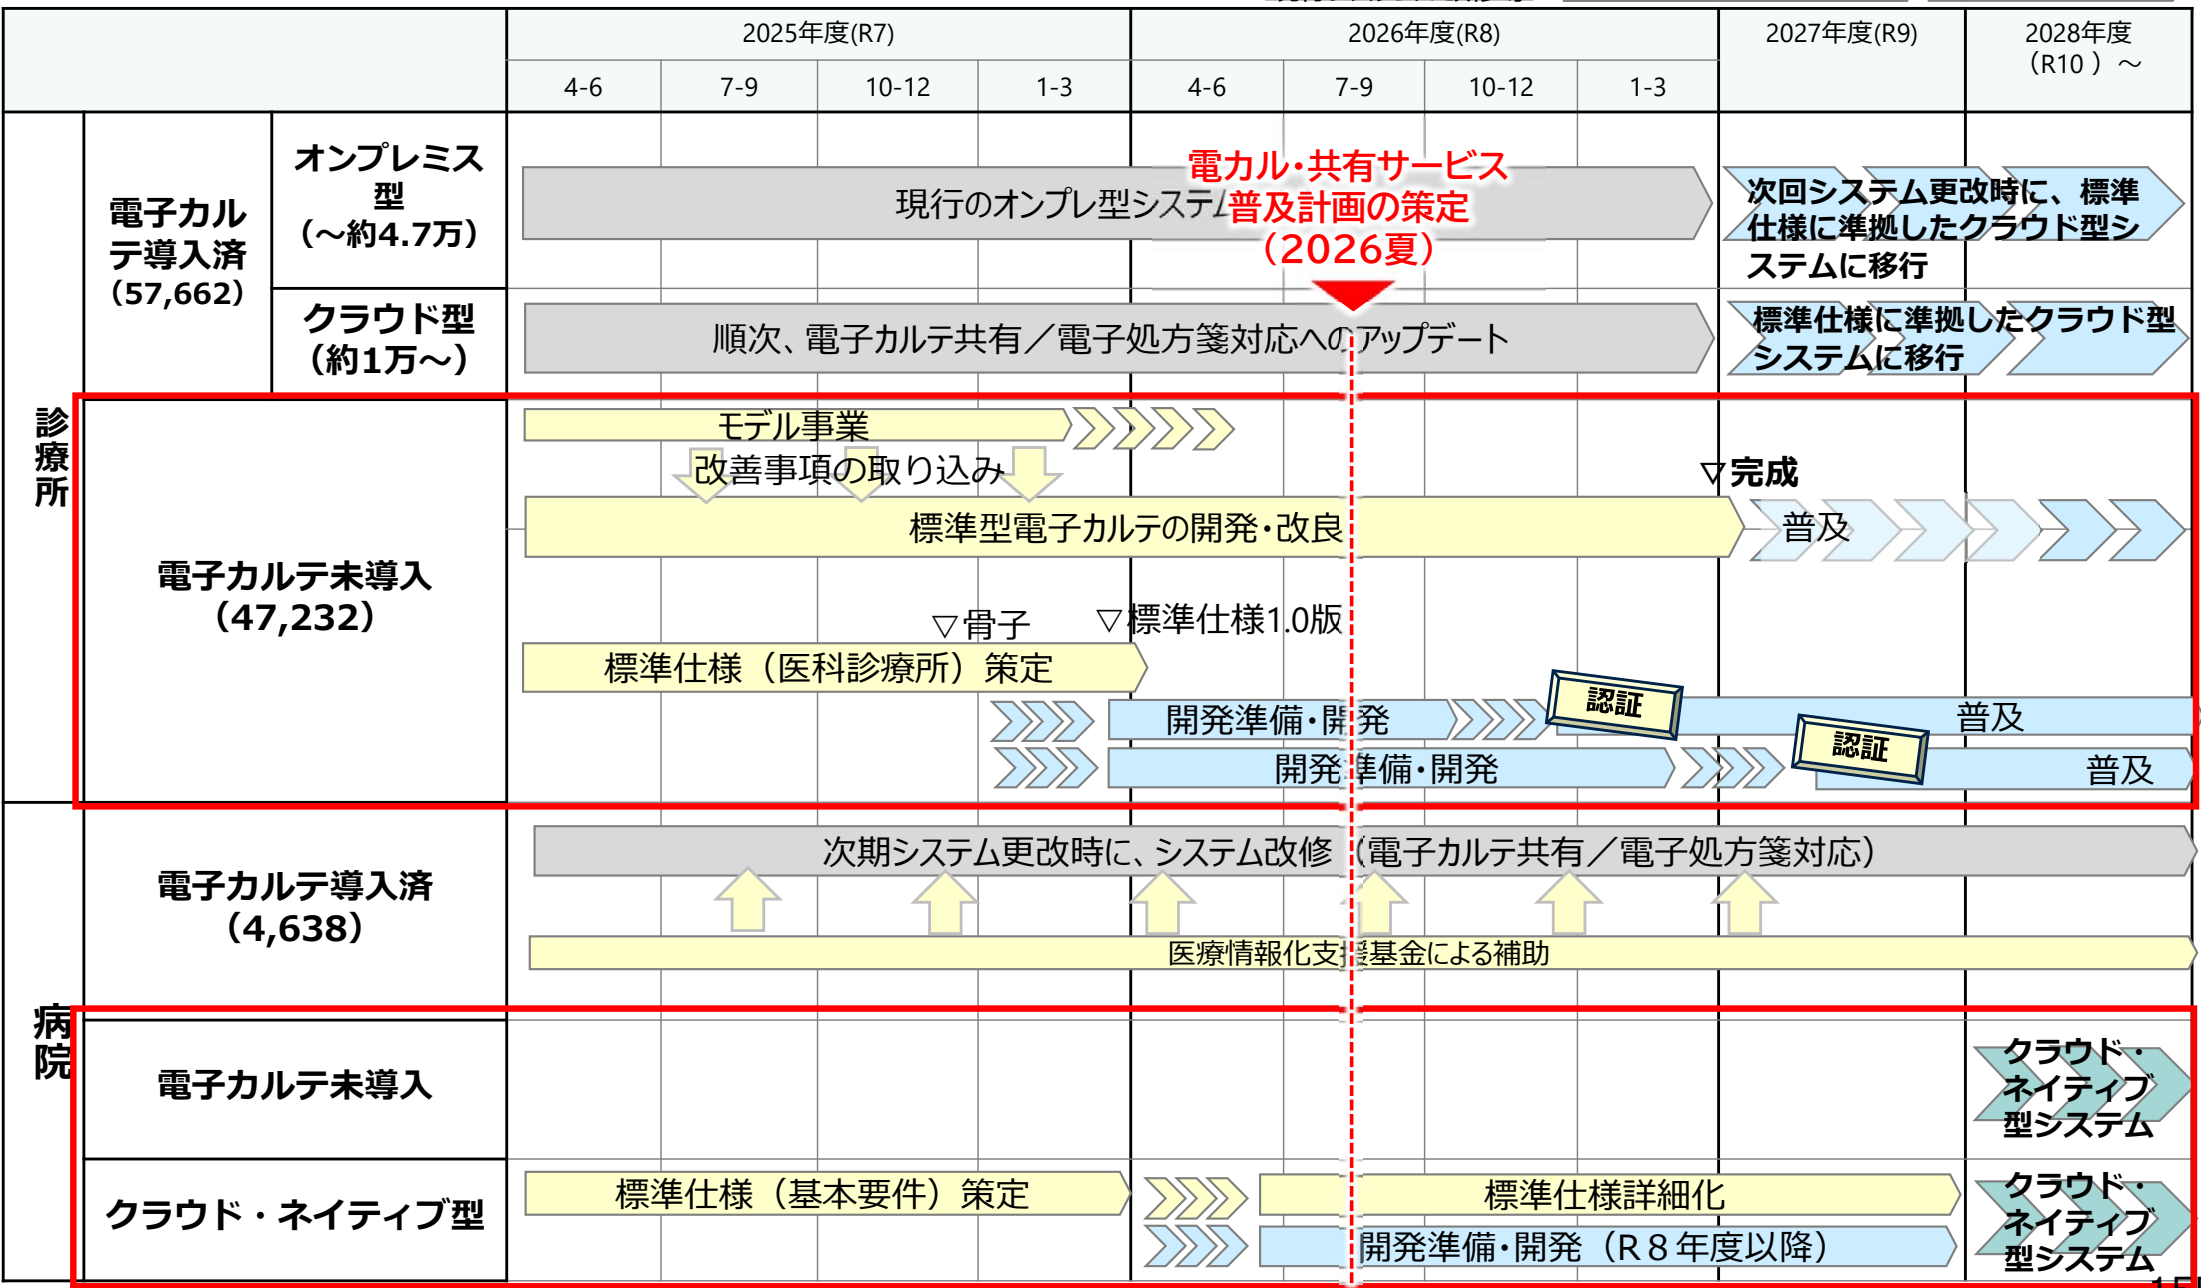 2025年度(R7)
2026年度(R8)
2027年度(R9)
2028年度
（R10 ）～
4-6
7-9
10-12
1-3
4-6
7-9
10-12
1-3
診療所
電子カル
テ導入済
（57,662）
オンプレミス
型
（～約4.7万）
現行のオンプレ型システム
電カル・共有サービス
普及計画の策定
（2026夏）
次回システム更改時に、標準
仕様に準拠したクラウド型シ
ステムに移行
クラウド型
（約1万～）
順次、電子カルテ共有／電子処方箋対応へのアップデート
標準仕様に準拠したクラウド型
システムに移行
電子カルテ未導入
（47,232）
モデル事業
改善事項の取り込み
▽完成
標準型電子カルテの開発・改良
普及
▽骨子
▽標準仕様1.0版
標準仕様（医科診療所）策定
開発準備・開発
認証
普及
開発準備・開発
認証
普及
病院
電子カルテ導入済
（4,638）
次期システム更改時に、システム改修（電子カルテ共有／電子処方箋対応）
医療情報化支援基金による補助
電子カルテ未導入
クラウド・
ネイティブ
型システム
クラウド・ネイティブ型
標準仕様（基本要件）策定
標準仕様詳細化
開発準備・開発（R８年度以降）
クラウド・
ネイティブ
型システム